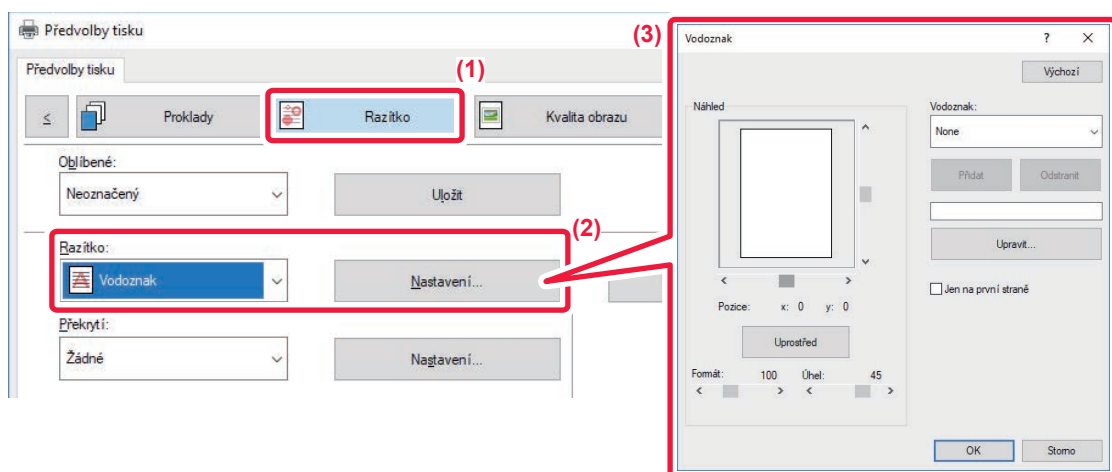 Předvolby tisku
Předvolby tisku
(1)
< Proklady Razítko Kvalita obrazu
Oblíbené:
Neoznačený Uložit
(2)
Razítko:
Vodoznak Nastavení...
Překrytí:
Žádné Nastavení...
(3)
Vodoznak ? X
Výchozí
Náhled Vodoznak:
None
Přidat Odstranit
Upravit...
Jen na první straně
Pozice: x: 0 y: 0
Uprostřed
Formát: 100 Úhel: 45
OK Storno